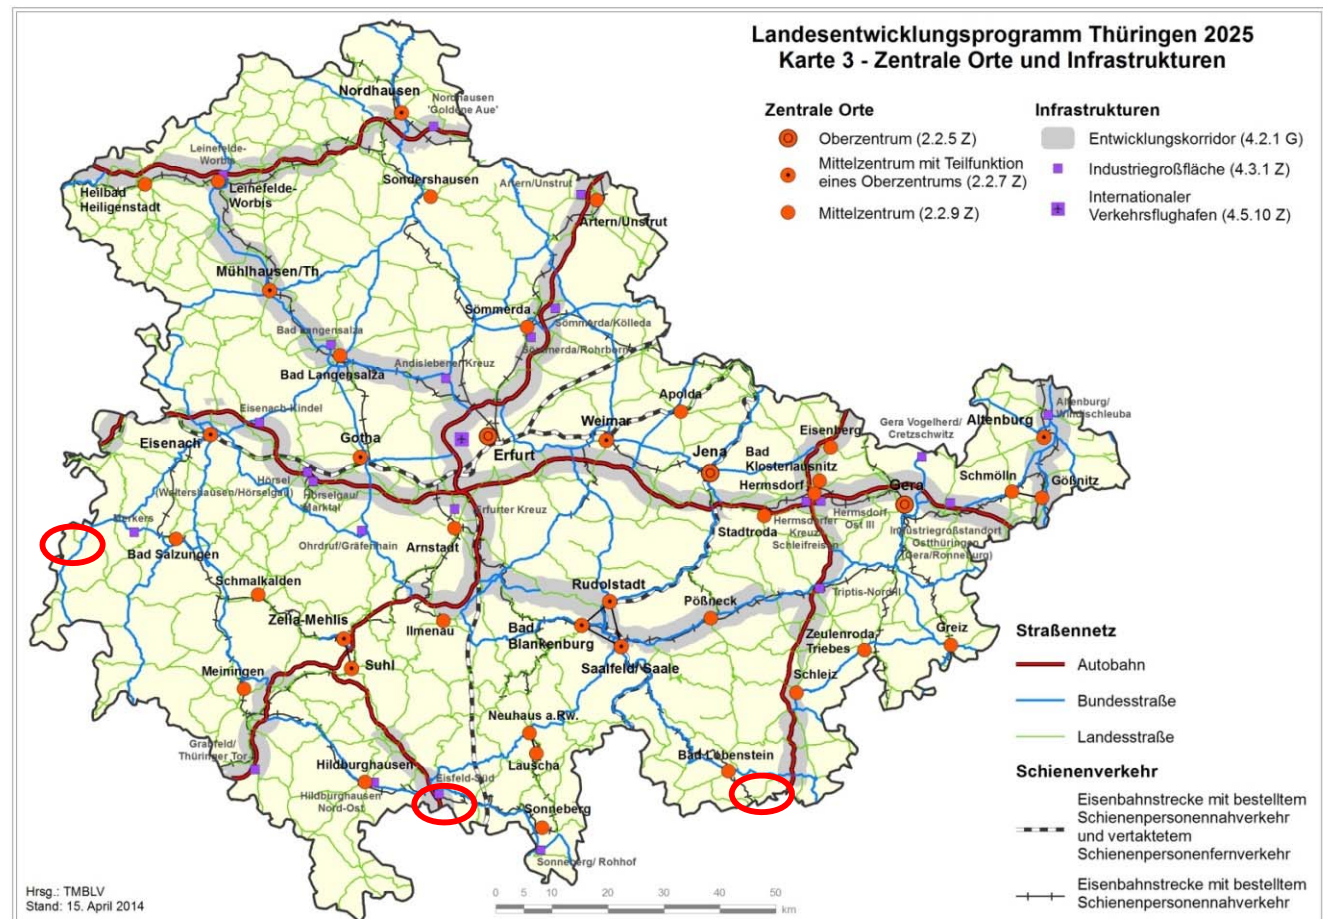 Landesentwicklungsprogramm Thüringen 2025
Karte 3 - Zentrale Orte und Infrastrukturen
Zentrale Orte
Oberzentrum (2.2.5 Z)
Mittelzentrum mit Teilfunktion
eines Oberzentrums (2.2.7 Z)
Mittelzentrum (2.2.9 Z)
Infrastrukturen
Entwicklungskorridor (4.2.1 G)
Industriegroßfläche (4.3.1 Z)
Internationaler
Verkehrsflughafen (4.5.10 Z)
Nordhausen
Nordhausen
'Goldene Aue'
Leinefelde-
Worbis
Heilbad
Heiligenstadt
Leinefelde-
Worbis
Sondershausen
Artern/Unstrut
Artern/Unstrut
Mühlhausen/Th
Sömmerda
Sömmerda/Kölleda
Sömmerda/Rohrborn
Bad Langensalza
Bad Langensalza
Andislebener Kreuz
Apolda
Eisenach-Kindel
Eisenach
Gotha
Erfurt
Weimar
Jena
Bad
Klosterlausnitz
Eisenberg
Hermsdorf
Gera Vogelherd/
Cretzschwitz
Gera
Altenburg
Altenburg/
Windischleuba
Schmölln
Gößnitz
Hörsel
(Waltershausen/Hörselgau)
Hörselgau/
Marktal
Erfurter Kreuz
Stadtroda
Hermsdorfer
Kreuz
Schleifreisen
Hermsdorf
Ost III
Industriegroßstandort
Ostthüringen
(Gera/Ronneburg)
Merkers
Bad Salzungen
Ohrdruf/Gräfenhain
Arnstadt
Schmalkalden
Zella-Mehlis
Ilmenau
Rudolstadt
Bad
Blankenburg
Saalfeld/ Saale
Pößneck
Triptis-Nord II
Zeulenroda
Triebes
Greiz
Schleiz
Meiningen
Suhl
Neuhaus a.Rw.
Lauscha
Bad Lobenstein
Grabfeld/
Thüringer Tor
Hildburghausen
Hildburghausen
Nord-Ost
Eisfeld-Süd
Sonneberg
Sonneberg/ Rohhof
Straßennetz
Autobahn
Bundesstraße
Landesstraße
Schienenverkehr
Eisenbahnstrecke mit bestelltem
Schienenpersonennahverkehr
und vertaktetem
Schienenpersonenfernverkehr
Eisenbahnstrecke mit bestelltem
Schienenpersonennahverkehr
Hrsg.: TMBLV
Stand: 15. April 2014
0 5 10 20 30 40 50
km